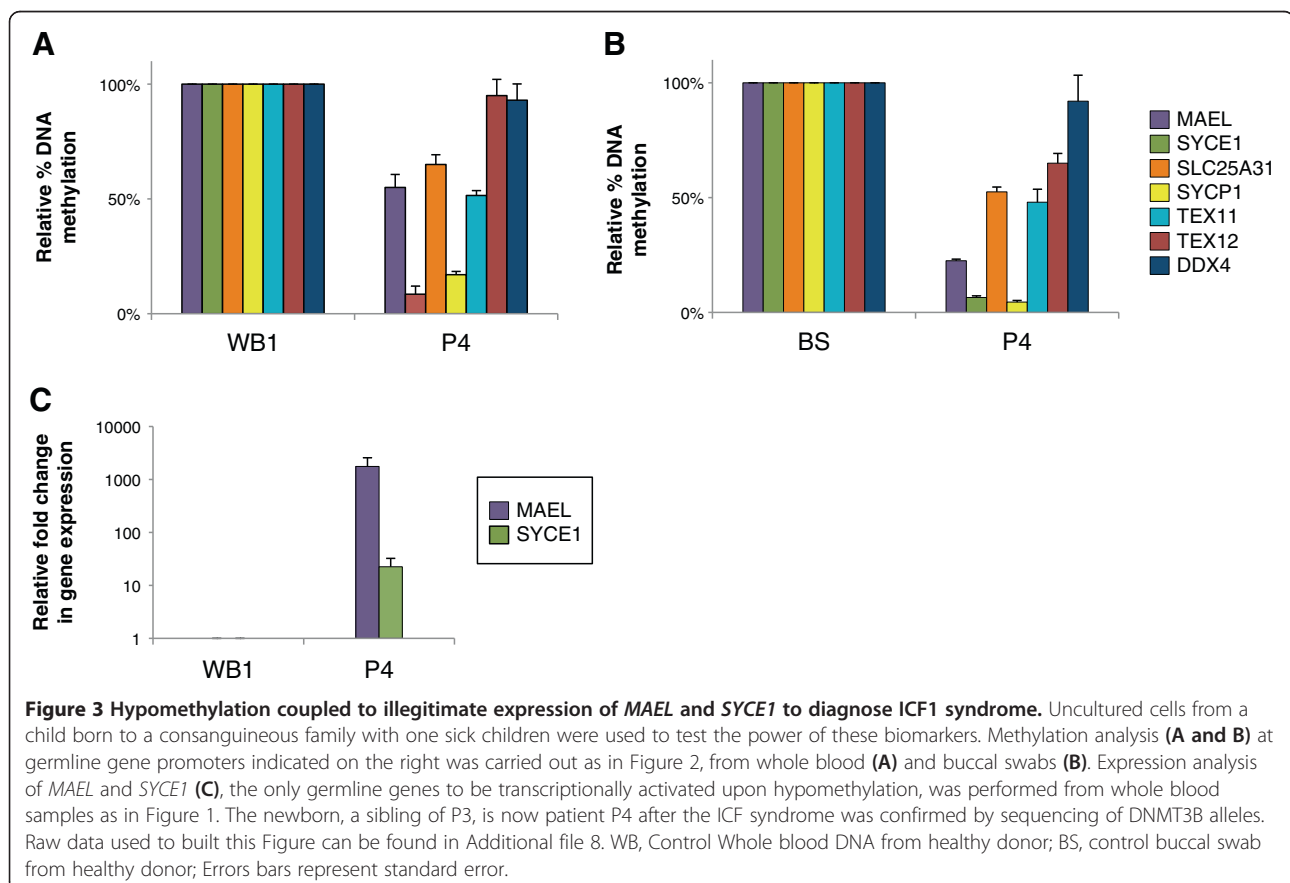 A
Relative % DNA
methylation
100%
50%
0%
WB1
P4
B
Relative % DNA
methylation
100%
50%
0%
BS
P4
MAEL
SYCE1
SLC25A31
SYCP1
TEX11
TEX12
DDX4
C
Relative fold change
in gene expression
10000
1000
100
10
1
WB1
P4
MAEL
SYCE1
Figure 3 Hypomethylation coupled to illegitimate expression of MAEL and SYCE1 to diagnose ICF1 syndrome. Uncultured cells from a
child born to a consanguineous family with one sick children were used to test the power of these biomarkers. Methylation analysis (A and B) at
germline gene promoters indicated on the right was carried out as in Figure 2, from whole blood (A) and buccal swabs (B). Expression analysis
of MAEL and SYCE1 (C), the only germline genes to be transcriptionally activated upon hypomethylation, was performed from whole blood
samples as in Figure 1. The newborn, a sibling of P3, is now patient P4 after the ICF syndrome was confirmed by sequencing of DNMT3B alleles.
Raw data used to built this Figure can be found in Additional file 8. WB, Control Whole blood DNA from healthy donor; BS, control buccal swab
from healthy donor; Errors bars represent standard error.